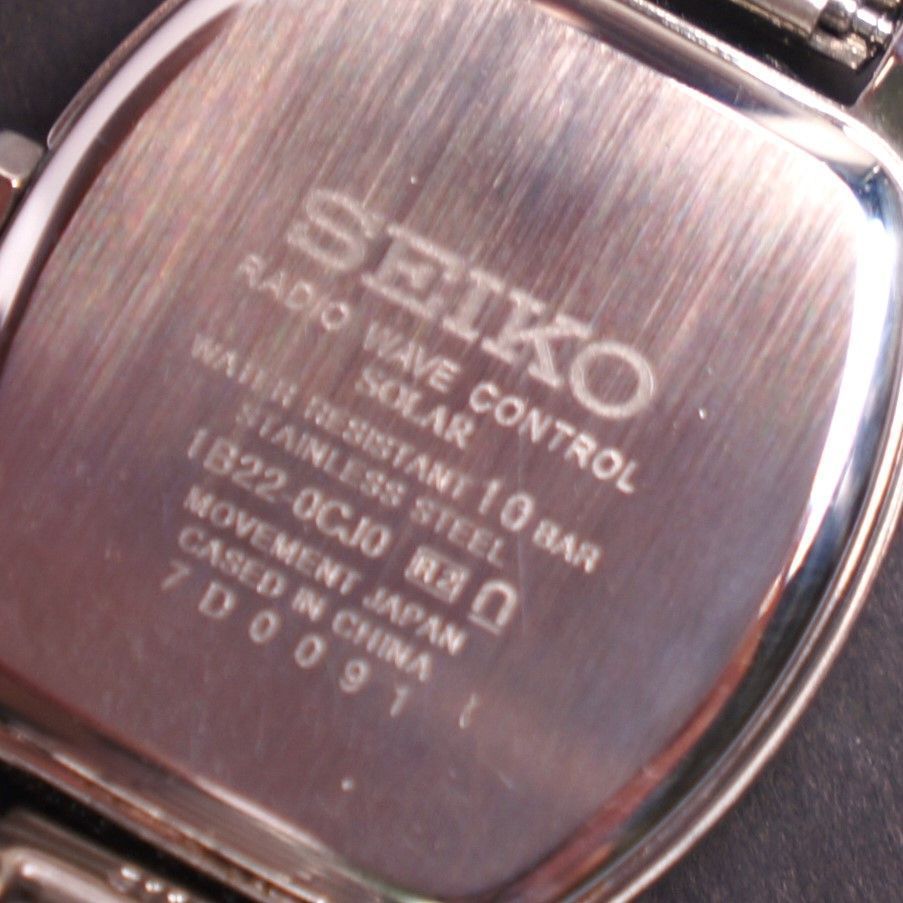 SEIKO
RADIO WAVE CONTROL
SOLAR
WATER RESISTANT 10 BAR
STAINLESS STEEL
1B22-0CJ0 R2
MOVEMENT JAPAN
CASED IN CHINA
7D0091